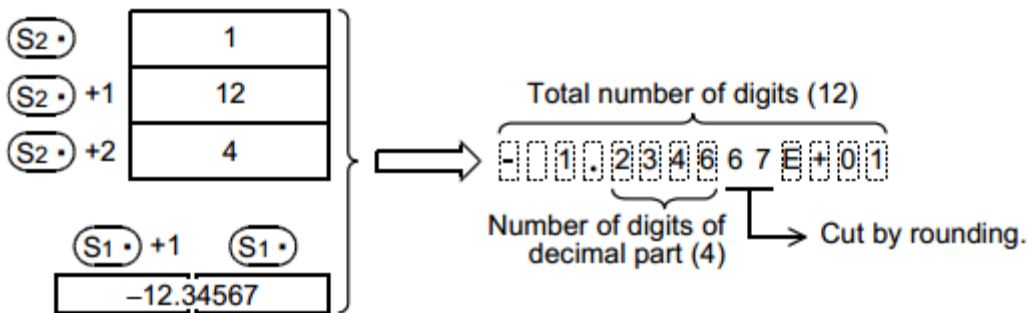 S2 • 1
S2 • +1 12
S2 • +2 4
Total number of digits (12)
- 1 . 2 3 4 6 6 7 E + 0 1
Number of digits of
decimal part (4)
Cut by rounding.
S1 • +1 S1 •
–12.34567